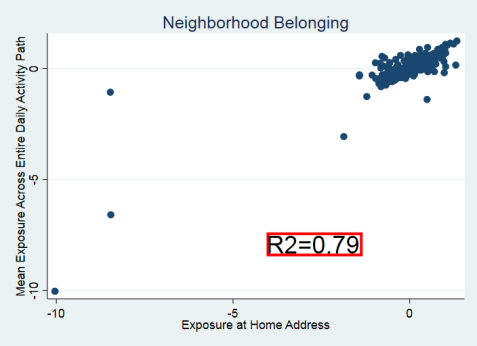 Neighborhood Belonging
Mean Exposure Across Entire Daily Activity Path
0
-5
-10
R2=0.79
-10
-5
0
Exposure at Home Address